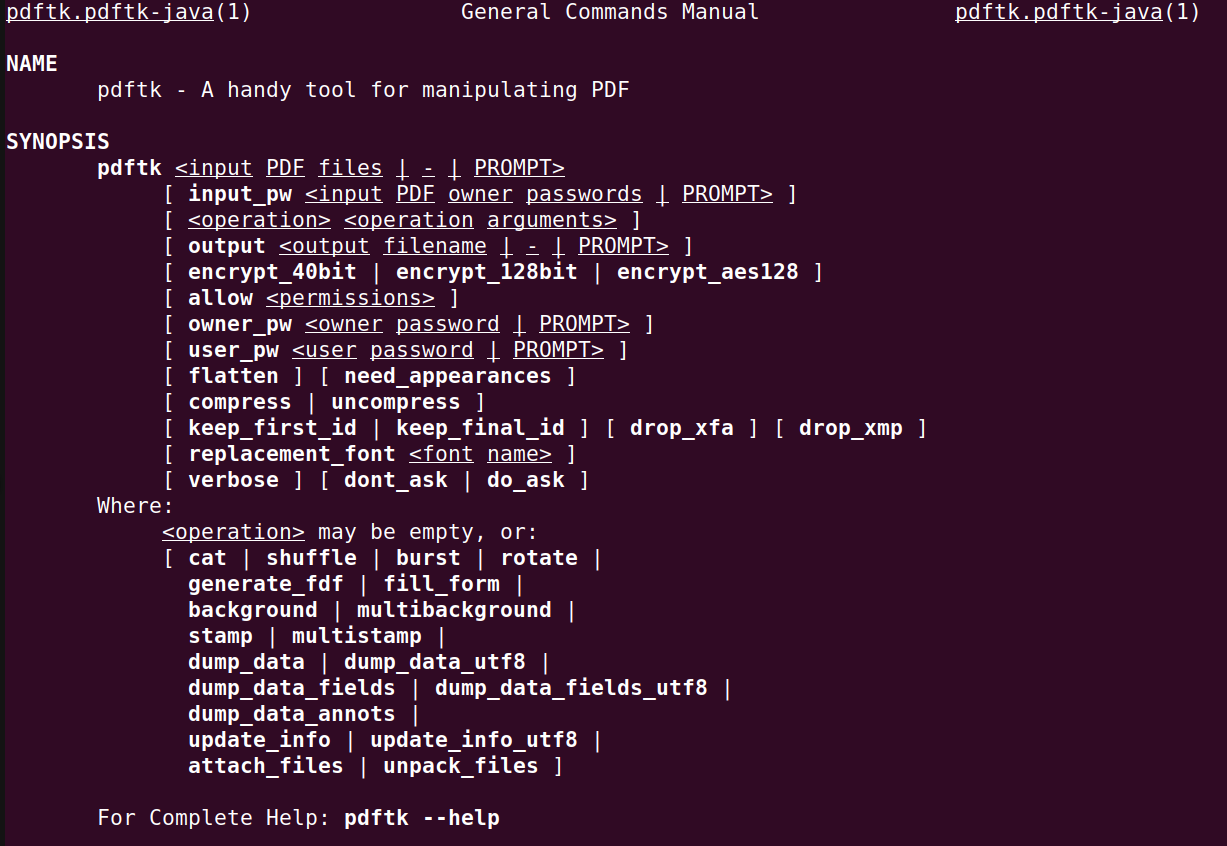 pdftk.pdftk-java(1) General Commands Manual pdftk.pdftk-java(1)
NAME
pdftk - A handy tool for manipulating PDF
SYNOPSIS
pdftk <input PDF files | - | PROMPT>
[ input_pw <input PDF owner passwords | PROMPT> ]
[ <operation> <operation arguments> ]
[ output <output filename | - | PROMPT> ]
[ encrypt_40bit | encrypt_128bit | encrypt_aes128 ]
[ allow <permissions> ]
[ owner_pw <owner password | PROMPT> ]
[ user_pw <user password | PROMPT> ]
[ flatten ] [ need_appearances ]
[ compress | uncompress ]
[ keep_first_id | keep_final_id ] [ drop_xfa ] [ drop_xmp ]
[ replacement_font <font name> ]
[ verbose ] [ dont_ask | do_ask ]
Where:
<operation> may be empty, or:
[ cat | shuffle | burst | rotate |
generate_fdf | fill_form |
background | multibackground |
stamp | multistamp |
dump_data | dump_data_utf8 |
dump_data_fields | dump_data_fields_utf8 |
dump_data_annots |
update_info | update_info_utf8 |
attach_files | unpack_files ]
For Complete Help: pdftk --help